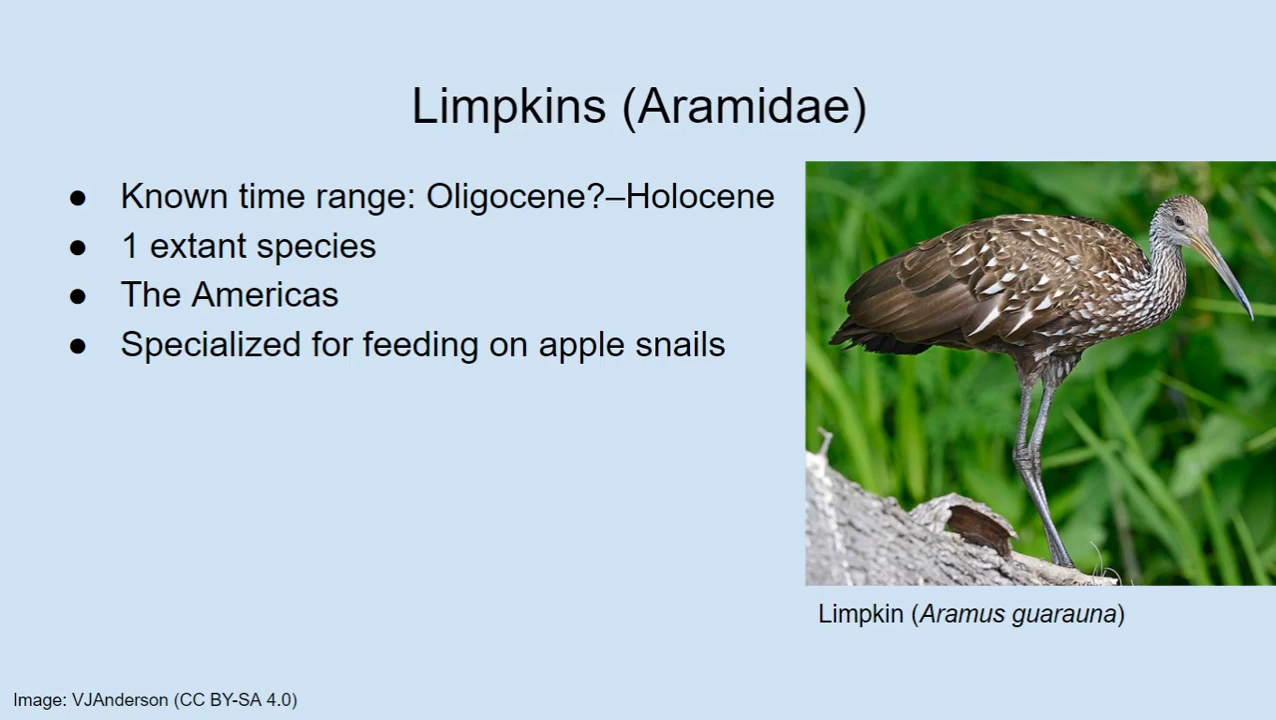 Limpkins (Aramidae)
● Known time range: Oligocene?–Holocene
● 1 extant species
● The Americas
● Specialized for feeding on apple snails
Limpkin (Aramus guarauna)
Image: VJAnderson (CC BY-SA 4.0)